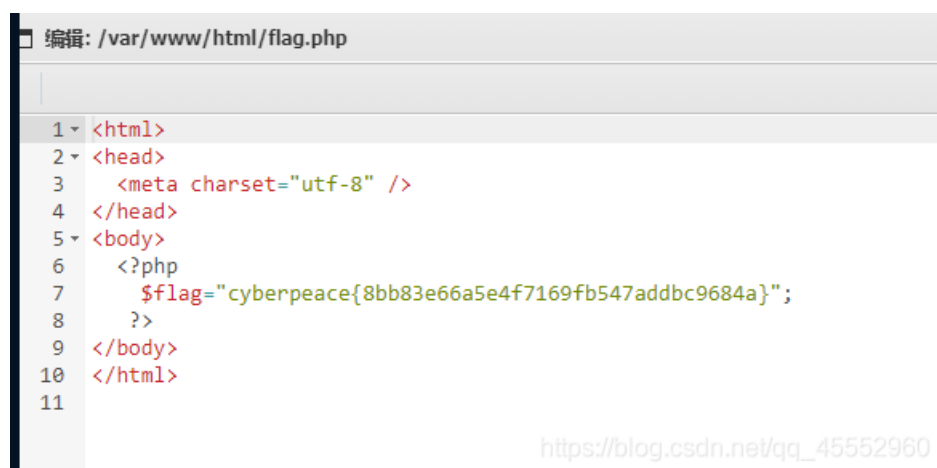 编辑: /var/www/html/flag.php
1 <html>
2 <head>
3 <meta charset="utf-8" />
4 </head>
5 <body>
6 <?php
7 $flag="cyberpeace{8bb83e66a5e4f7169fb547addbc9684a}";
8 ?>
9 </body>
10 </html>
11
https://blog.csdn.net/qq_45552960